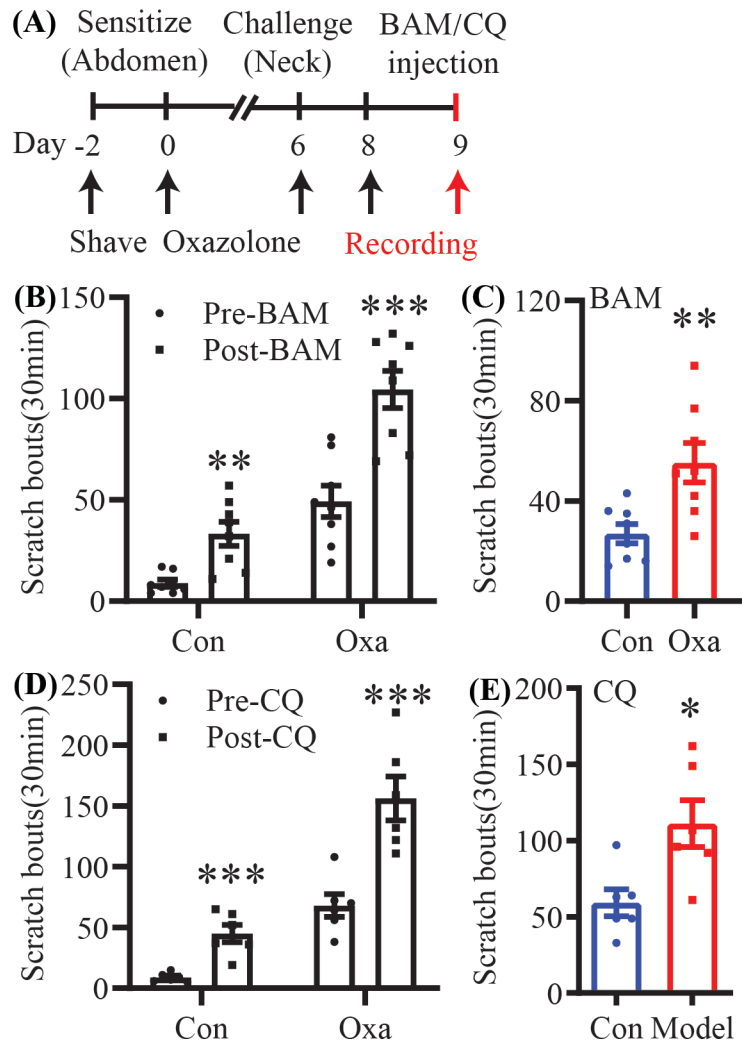 (A)
Sensitize Challenge BAM/CQ
(Abdomen) (Neck) injection
Day -2 0 6 8 9
Shave Oxazolone Recording
(B)
Scratch bouts(30min)
150
100
50
0
Pre-BAM
Post-BAM
**
***
Con Oxa
(C)
BAM
Scratch bouts(30min)
120
80
40
0
**
Con Oxa
(D)
Scratch bouts(30min)
250
200
150
100
50
0
Pre-CQ
Post-CQ
***
***
Con Oxa
(E)
CQ
Scratch bouts(30min)
200
150
100
50
0
*
Con Model